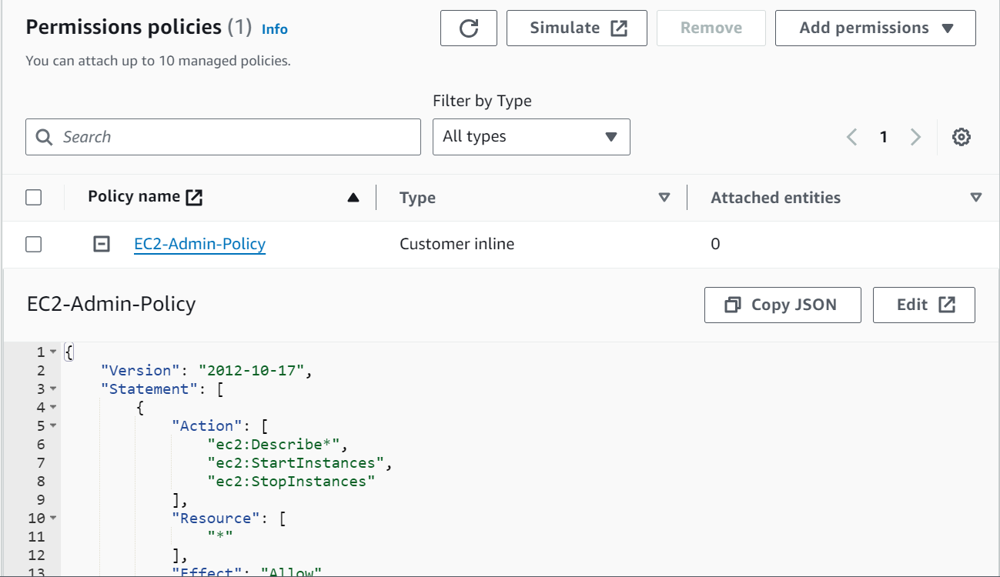 Permissions policies (1) Info
Simulate
Remove
Add permissions
You can attach up to 10 managed policies.
Filter by Type
Search
All types
1
Policy name
Type
Attached entities
EC2-Admin-Policy
Customer inline
0
EC2-Admin-Policy
Copy JSON
Edit
1 {
2     "Version": "2012-10-17",
3     "Statement": [
4         {
5             "Action": [
6                 "ec2:Describe*",
7                 "ec2:StartInstances",
8                 "ec2:StopInstances"
9             ],
10             "Resource": [
11                 "*"
12             ],
13             "Effect": "Allow"